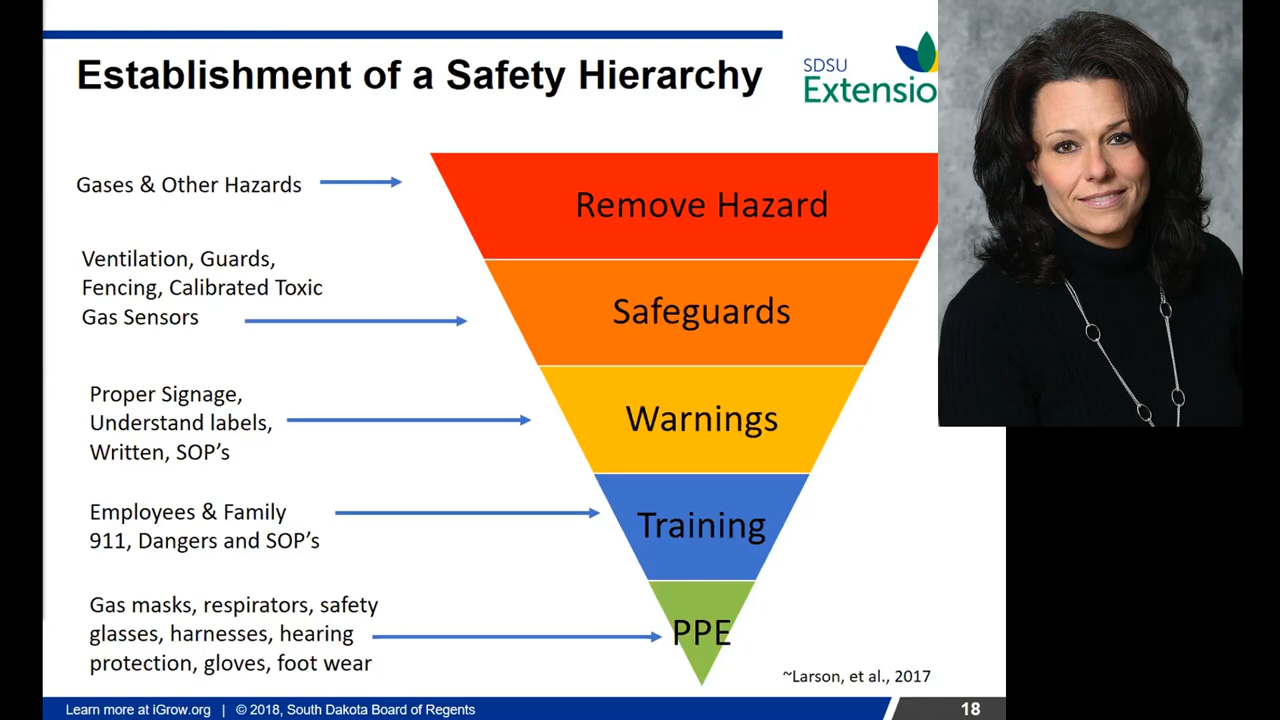 Establishment of a Safety Hierarchy
SDSU
Extensio
Gases & Other Hazards
Remove Hazard
Ventilation, Guards,
Fencing, Calibrated Toxic
Gas Sensors
Safeguards
Proper Signage,
Understand labels,
Written, SOP's
Warnings
Employees & Family
911, Dangers and SOP's
Training
Gas masks, respirators, safety
glasses, harnesses, hearing
protection, gloves, foot wear
PPE
~Larson, et al., 2017
Learn more at iGrow.org | © 2018, South Dakota Board of Regents
18